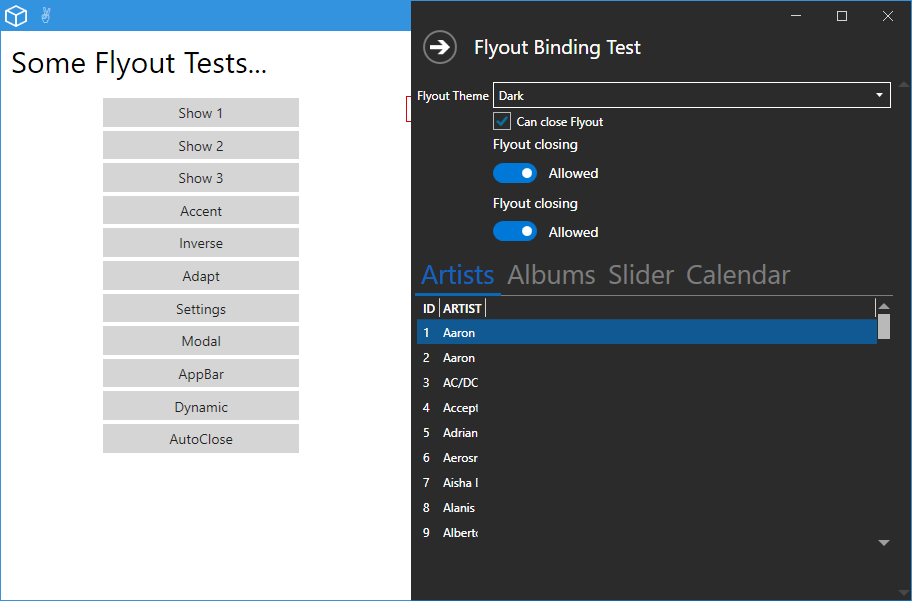 Some Flyout Tests...
Show 1
Show 2
Show 3
Accent
Inverse
Adapt
Settings
Modal
AppBar
Dynamic
AutoClose
Flyout Binding Test
Flyout Theme Dark
Can close Flyout
Flyout closing
Allowed
Flyout closing
Allowed
Artists Albums Slider Calendar
ID ARTIST
1 Aaron
2 Aaron
3 AC/DC
4 Accept
5 Adrian
6 Aeros
7 Aisha
8 Alanis
9 Albert